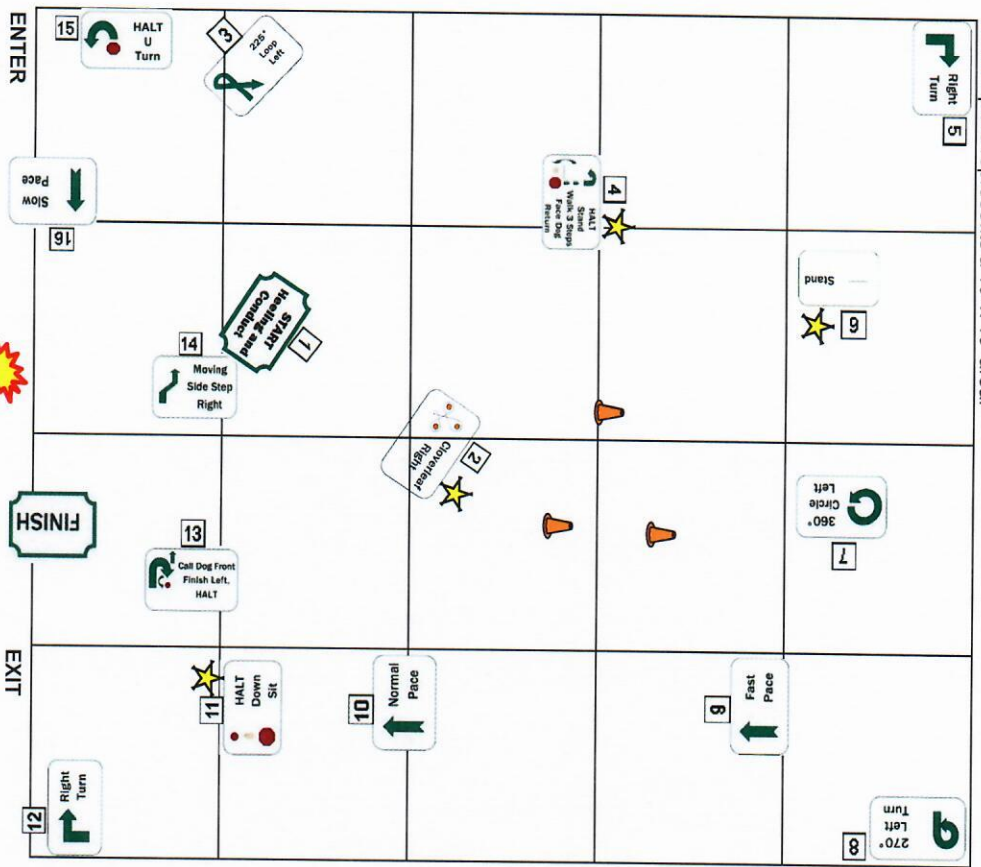 ENTER
EXIT
START
Heeling and
Conduct
1
Cloverleaf
Right
2
225°
Loop
Left
3
HALT
Stand
Walk 3 Steps
Face Dog
Return
4
Right
Turn
5
Stand
6
360°
Circle
Left
7
270°
Left
Turn
8
Fast
Pace
9
Normal
Pace
10
HALT
Down
Sit
11
Right
Turn
12
Call Dog Front
Finish Left,
HALT
13
Moving
Side Step
Right
14
HALT
U
Turn
15
Slow
Pace
16
FINISH